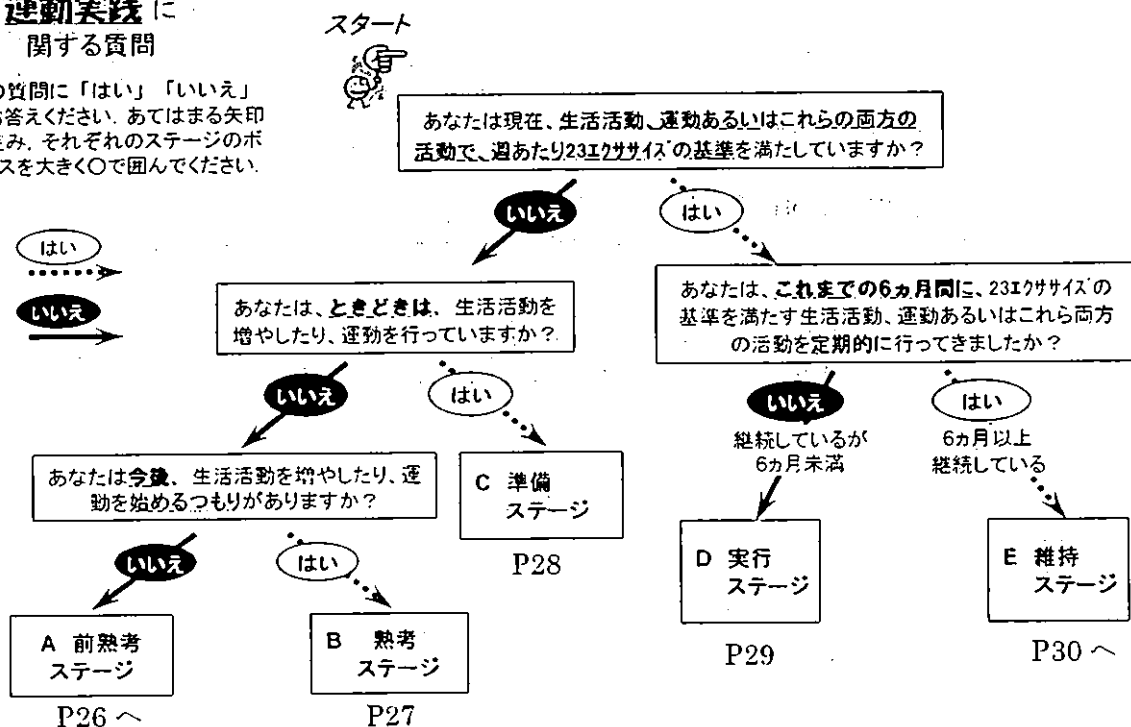 運動実践に
関する質問
の質問に「はい」「いいえ」
お答えください. あてはまる矢印
進み, それぞれのステージのボ
スを大きく○で囲んでください.
はい
いいえ
スタート
あなたは現在、生活活動、運動あるいはこれらの両方の
活動で、週あたり23エクササイズの基準を満たしていますか?
いいえ
はい
あなたは、ときどきは、生活活動を
増やしたり、運動を行っていますか?
あなたは、これまでの6ヵ月間に、23エクササイズの
基準を満たす生活活動、運動あるいはこれら両方
の活動を定期的に行ってきましたか?
いいえ
はい
いいえ
はい
継続しているが
6ヵ月未満
6ヵ月以上
継続している
あなたは今後、生活活動を増やしたり、運
動を始めるつもりがありますか?
C 準備
ステージ
P28
いいえ
はい
D 実行
ステージ
P29
E 維持
ステージ
P30へ
A 前熟考
ステージ
P26へ
B 熟考
ステージ
P27